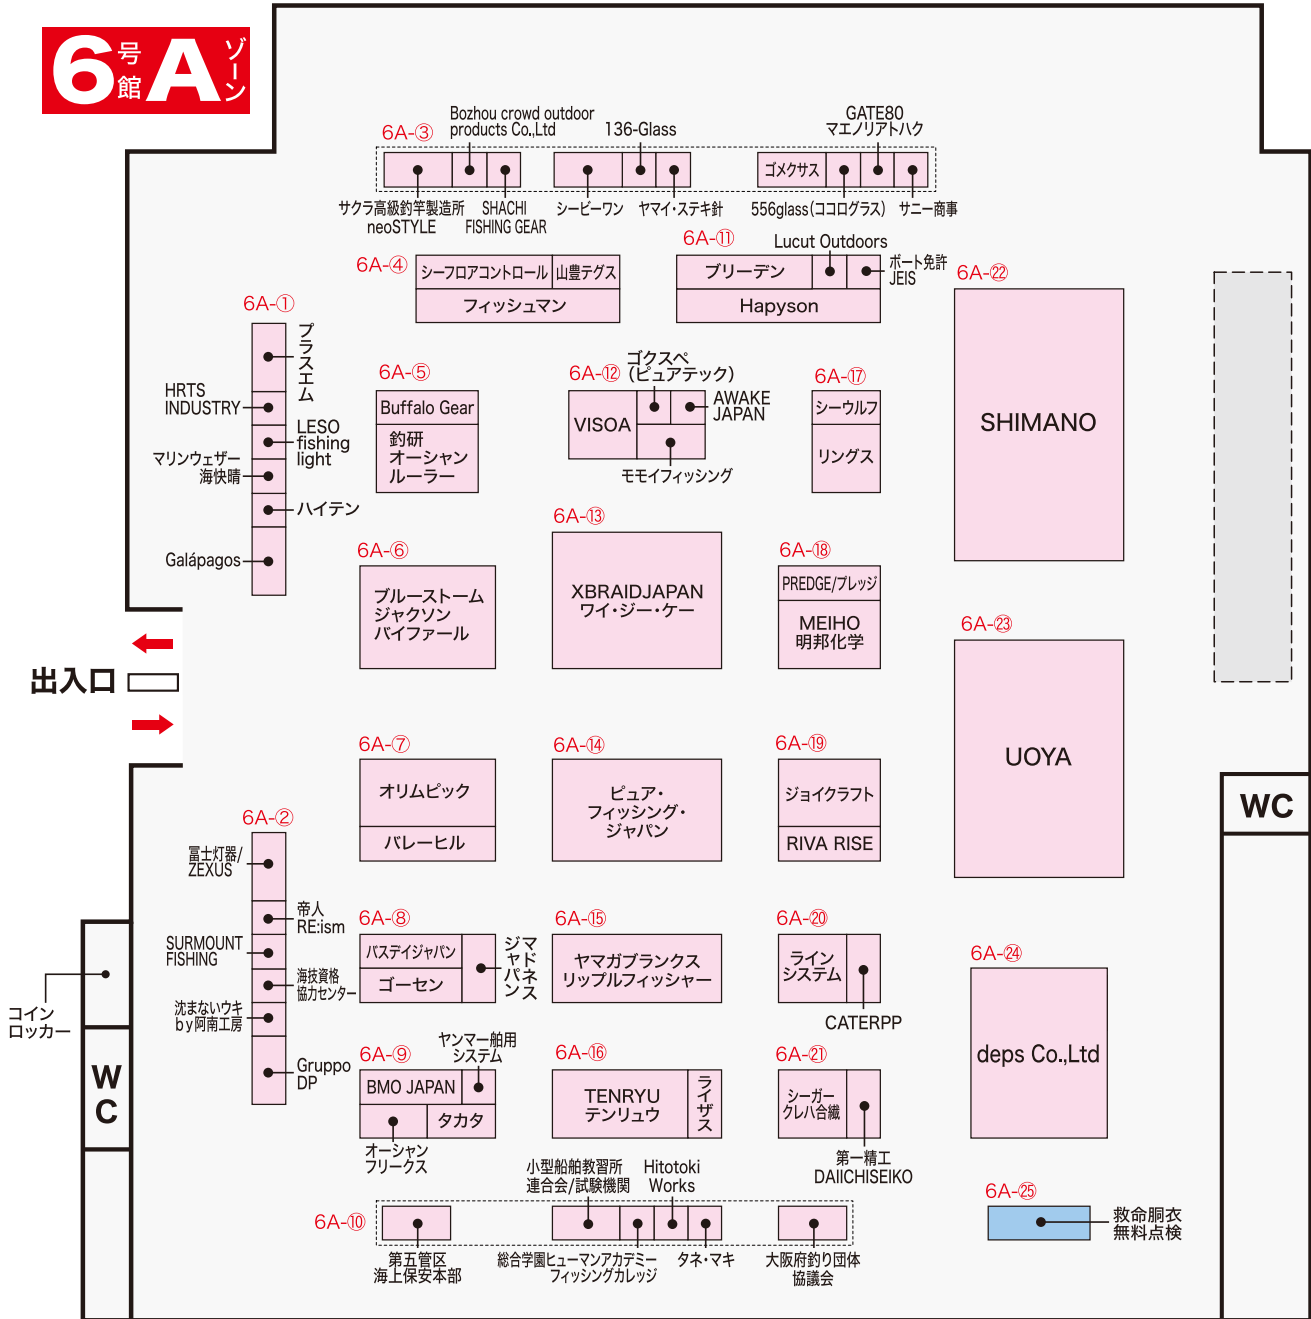 6号館Aゾーン
6A-③
Bozhou crowd outdoor
products Co.,Ltd
136-Glass
GATE80
マエノリアトハク
ゴメクサス
サクラ高級釣竿製造所
neoSTYLE
SHACHI
FISHING GEAR
シービーワン
ヤマイ・ステキ針
556glass(ココログラス)
サニー商事
6A-④
シーフロアコントロール
山豊テグス
フィッシュマン
6A-⑪
Lucut Outdoors
ボート免許
JEIS
ブリーデン
Hapyson
6A-㉒
SHIMANO
6A-①
プラスエム
HRTS
INDUSTRY
LESO
fishing
light
マリンウェザー
海快晴
ハイテン
Galápagos
6A-⑤
Buffalo Gear
釣研
オーシャン
ルーラー
6A-⑫
ゴクスペ
(ピュアテック)
AWAKE
JAPAN
VISOA
モモイフィッシング
6A-⑰
シーウルフ
リングス
6A-⑥
ブルーストーム
ジャクソン
バイファール
6A-⑬
XBRAIDJAPAN
ワイ・ジー・ケー
6A-⑱
PREDGE/プレッジ
MEIHO
明邦化学
6A-㉓
UOYA
出入口
6A-⑦
オリムピック
バレーヒル
6A-⑭
ピュア・
フィッシング・
ジャパン
6A-⑲
ジョイクラフト
RIVA RISE
WC
6A-②
冨士灯器/
ZEXUS
帝人
RE:ism
SURMOUNT
FISHING
海技資格
協力センター
沈まないウキ
by阿南工房
Gruppo
DP
6A-⑧
パスデイジャパン
ゴーセン
マドネス
ジャパン
6A-⑮
ヤマガブランクス
リップルフィッシャー
6A-⑳
ライン
システム
CATERPP
6A-㉔
deps Co.,Ltd
コイン
ロッカー
WC
6A-⑨
ヤンマー舶用
システム
BMO JAPAN
タカタ
オーシャン
フリークス
6A-⑯
TENRYU
テンリュウ
ライザス
6A-㉑
シーガー
クレハ合繊
第一精工
DAIICHISEIKO
6A-⑩
小型船舶教習所
連合会/試験機関
Hitotoki
Works
第五管区
海上保安本部
総合学園ヒューマンアカデミー
フィッシングカレッジ
タネ・マキ
大阪府釣り団体
協議会
6A-㉕
救命胴衣
無料点検